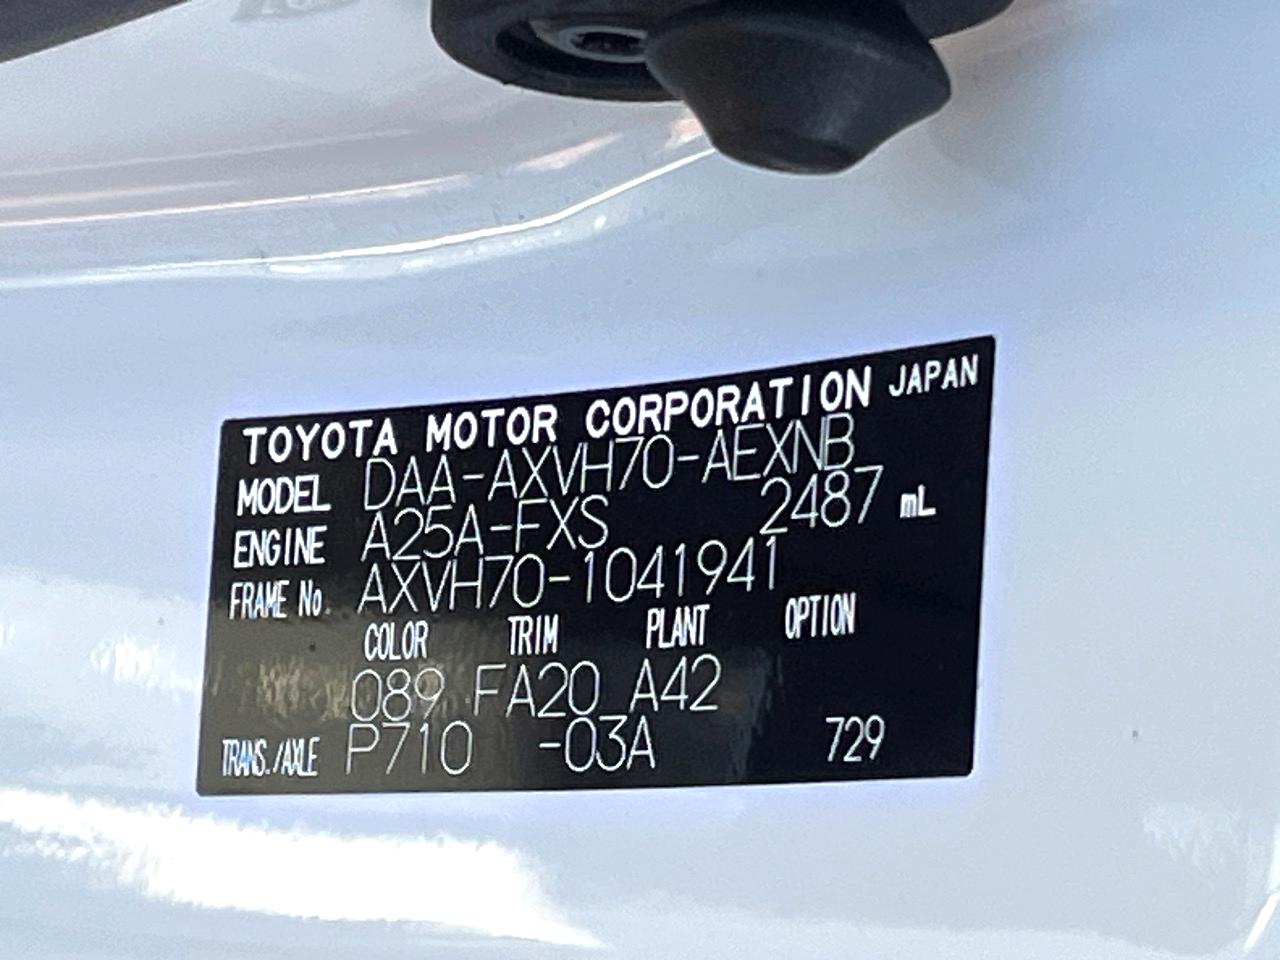 TOYOTA MOTOR CORPORATION JAPAN
MODEL DAA-AXVH70-AEXNB
ENGINE A25A-FXS 2487 mL
FRAME No. AXVH70-1041941
COLOR TRIM PLANT OPTION
089 FA20 A42
TRANS./AXLE P710 -03A 729